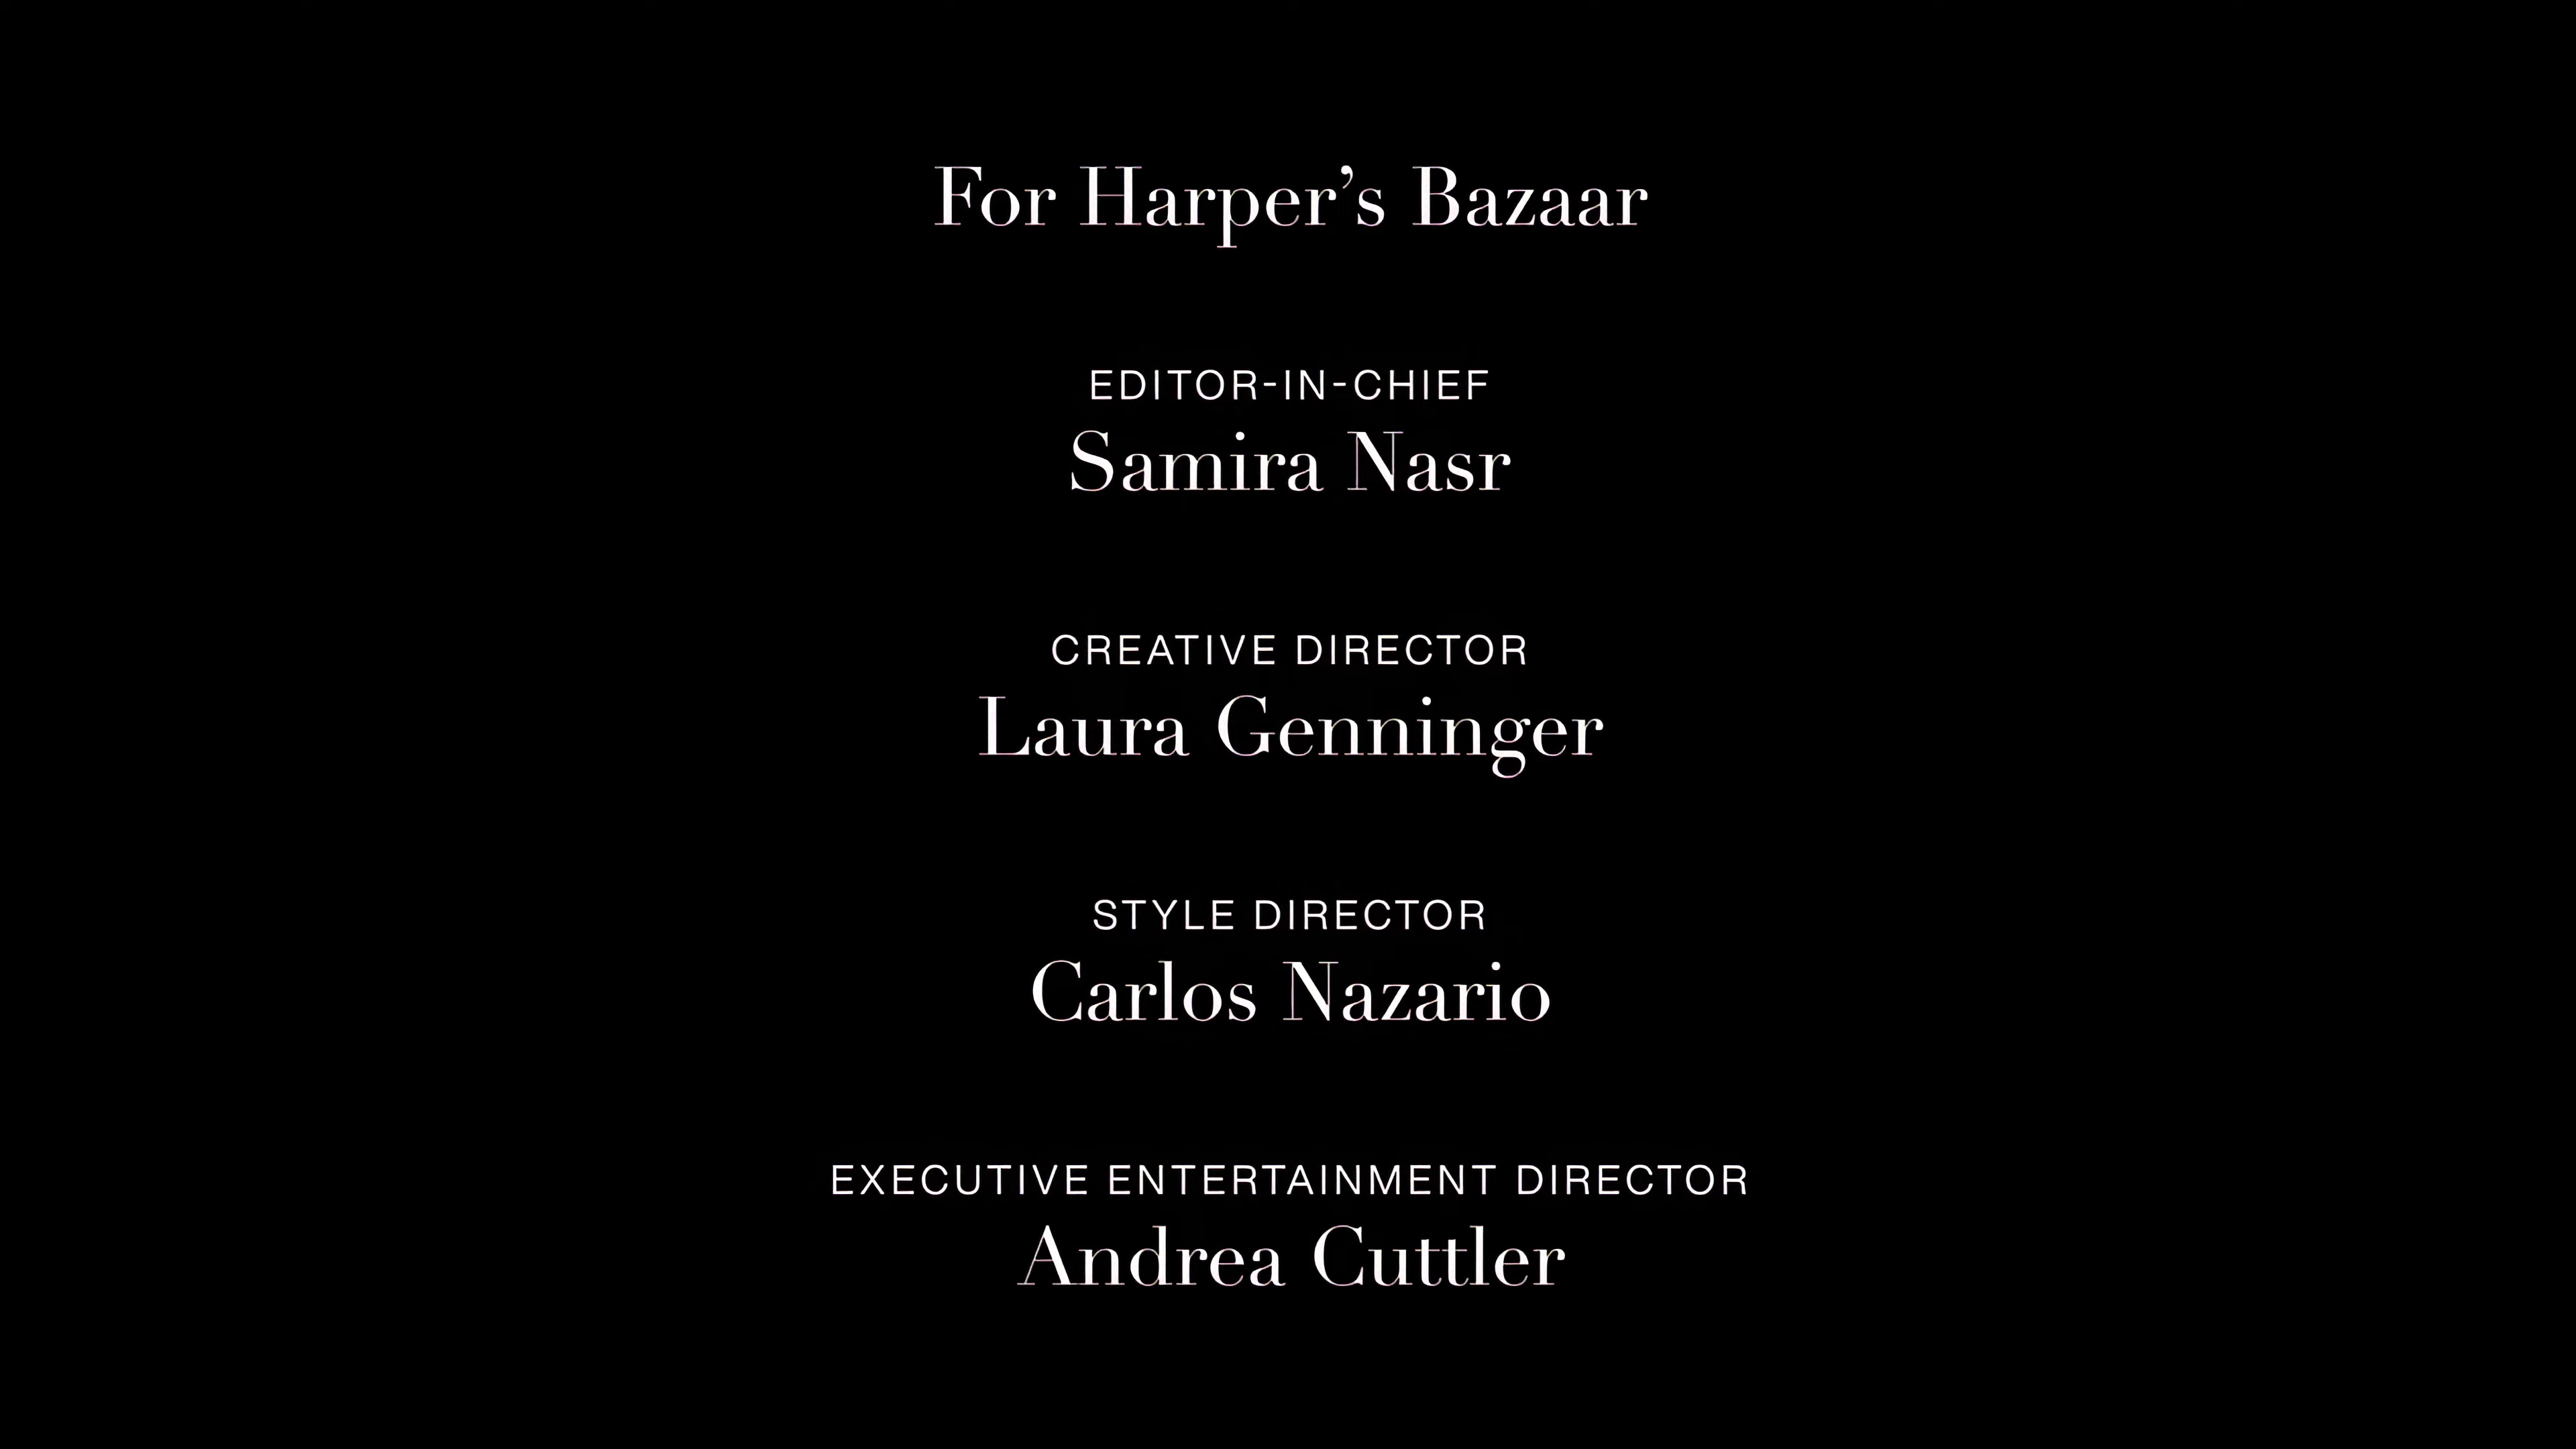 For Harper’s Bazaar
EDITOR-IN-CHIEF
Samira Nasr
CREATIVE DIRECTOR
Laura Genninger
STYLE DIRECTOR
Carlos Nazario
EXECUTIVE ENTERTAINMENT DIRECTOR
Andrea Cuttler